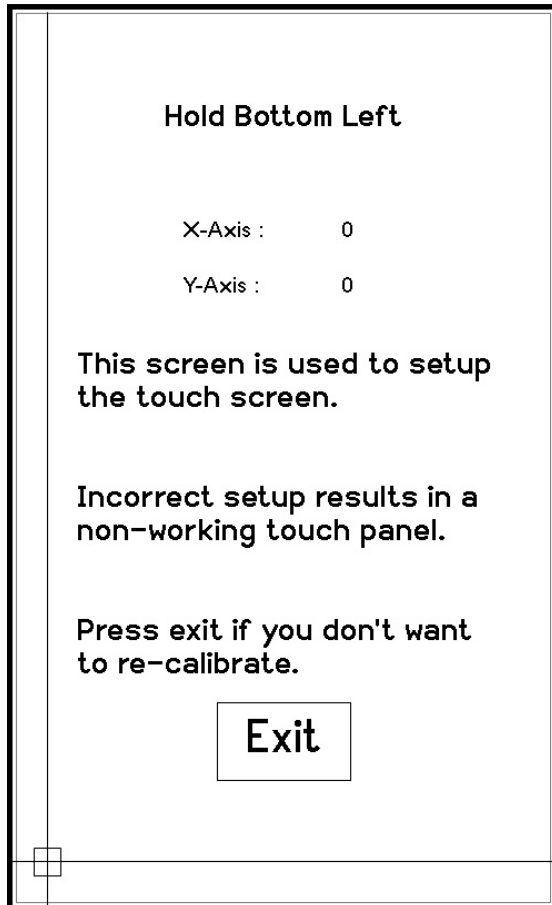 Hold Bottom Left
X-Axis : 0
Y-Axis : 0
This screen is used to setup
the touch screen.
Incorrect setup results in a
non-working touch panel.
Press exit if you don't want
to re-calibrate.
Exit